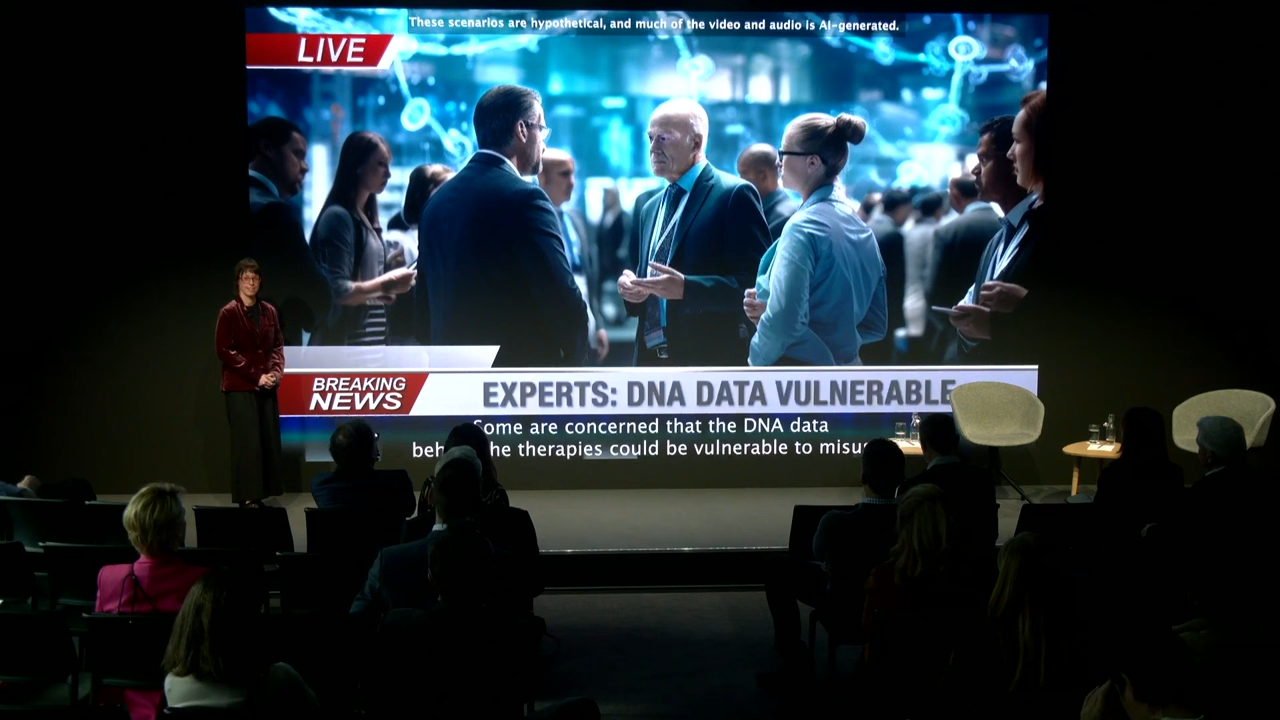 These scenarios are hypothetical, and much of the video and audio is AI-generated.
LIVE
BREAKING
NEWS
EXPERTS: DNA DATA VULNERABLE
Some are concerned that the DNA data
the therapies could be vulnerable to